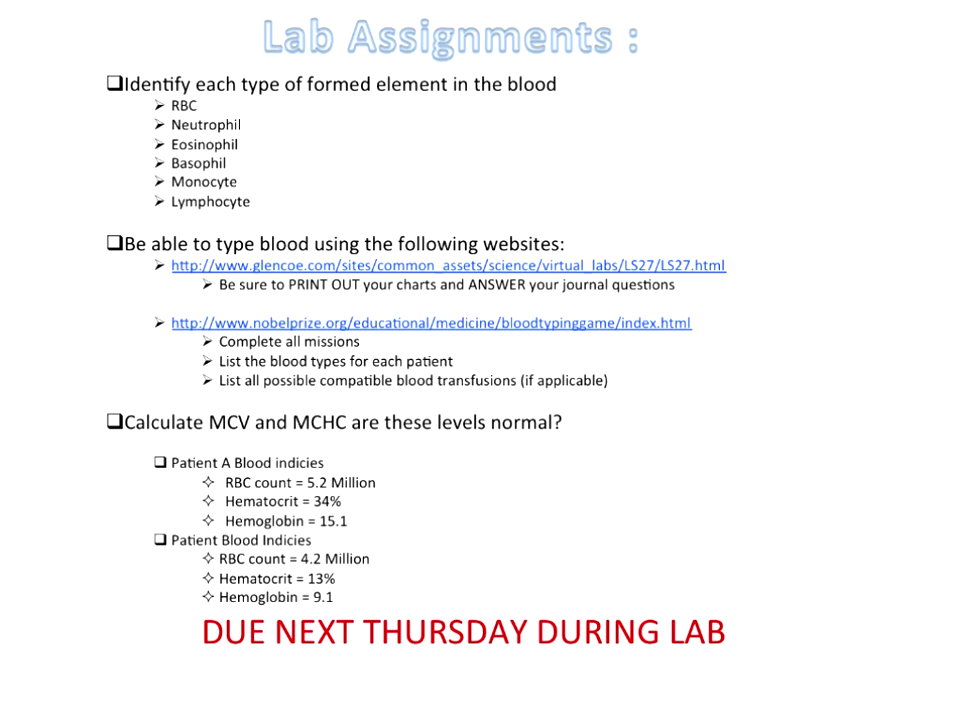 Lab Assignments :
❑Identify each type of formed element in the blood
➢ RBC
➢ Neutrophil
➢ Eosinophil
➢ Basophil
➢ Monocyte
➢ Lymphocyte
❑Be able to type blood using the following websites:
➢ http://www.glencoe.com/sites/common_assets/science/virtual_labs/LS27/LS27.html
➢ Be sure to PRINT OUT your charts and ANSWER your journal questions
➢ http://www.nobelprize.org/educational/medicine/bloodtypinggame/index.html
➢ Complete all missions
➢ List the blood types for each patient
➢ List all possible compatible blood transfusions (if applicable)
❑Calculate MCV and MCHC are these levels normal?
❑ Patient A Blood indicies
✧ RBC count = 5.2 Million
✧ Hematocrit = 34%
✧ Hemoglobin = 15.1
❑ Patient Blood Indicies
✧ RBC count = 4.2 Million
✧ Hematocrit = 13%
✧ Hemoglobin = 9.1
DUE NEXT THURSDAY DURING LAB